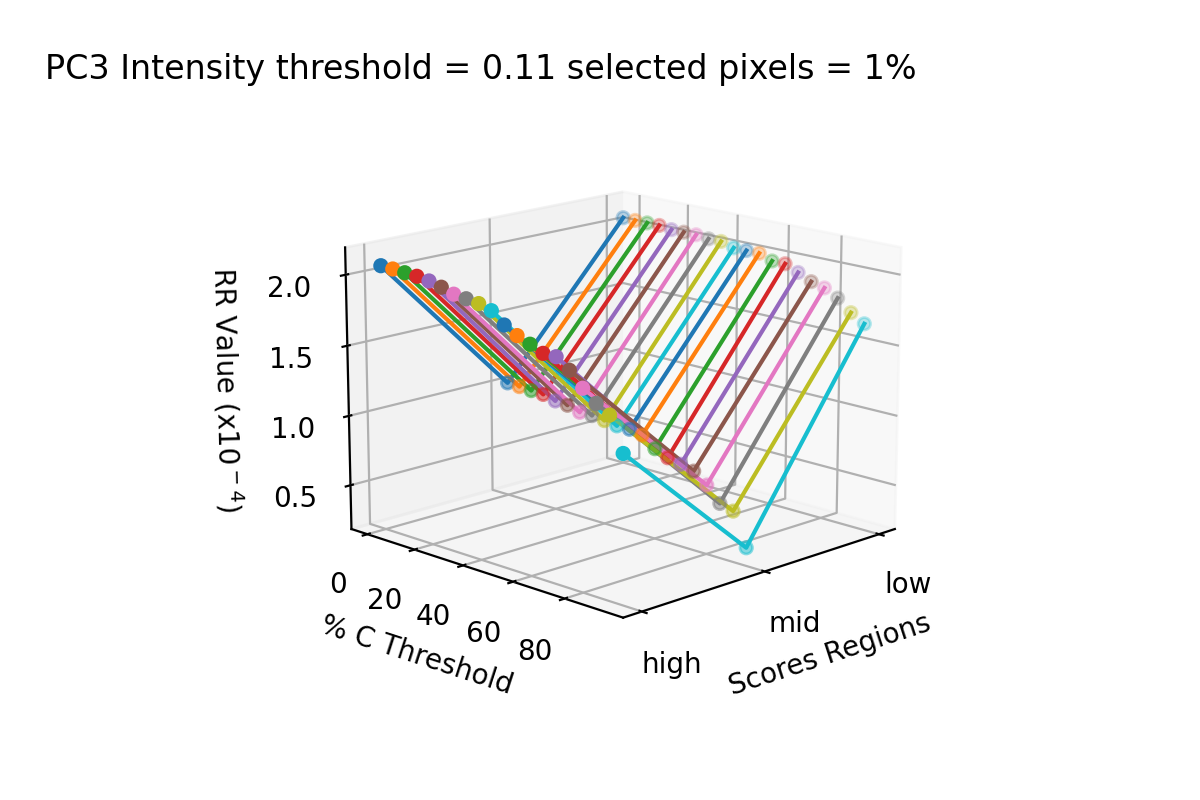 PC3 Intensity threshold = 0.11 selected pixels = 1%
RR Value (x10⁻⁴)
2.0
1.5
1.0
0.5
0
20
40
60
80
% C Threshold
high
mid
low
Scores Regions